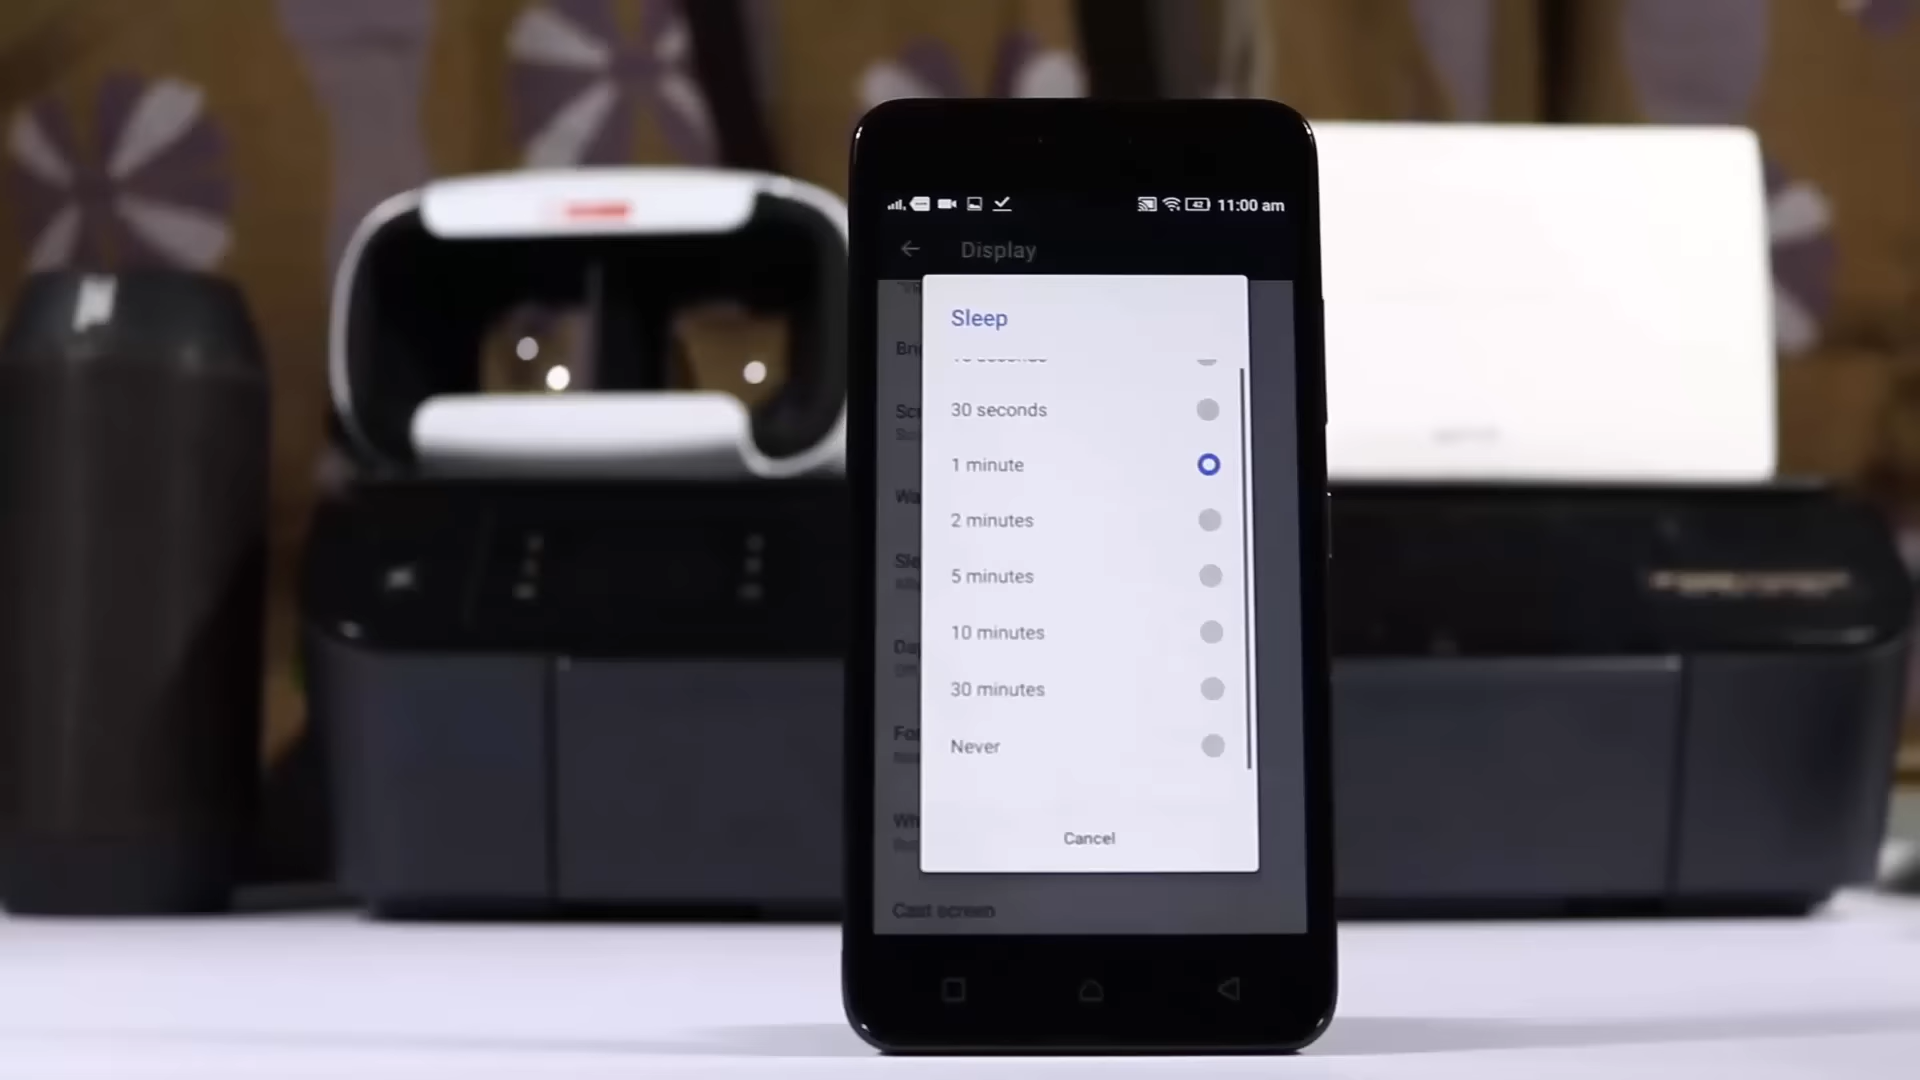 42 11:00 am
Display
Sleep
30 seconds
1 minute
2 minutes
5 minutes
10 minutes
30 minutes
Never
Cancel
Cast screen